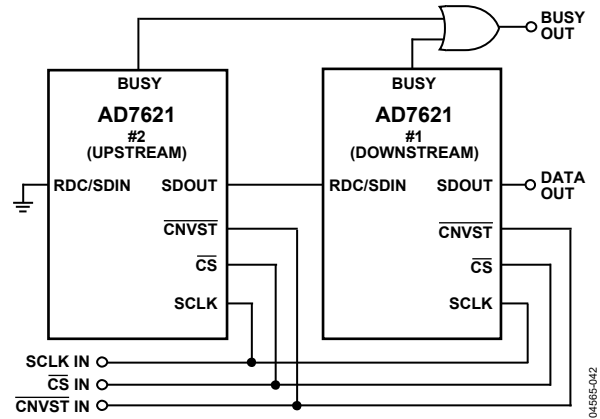 BUSY
OUT
BUSY
AD7621
#2
(UPSTREAM)
RDC/SDIN
SDOUT
CNVST
CS
SCLK
BUSY
AD7621
#1
(DOWNSTREAM)
RDC/SDIN
SDOUT
CNVST
CS
SCLK
DATA
OUT
SCLK IN
CS IN
CNVST IN
04565-042